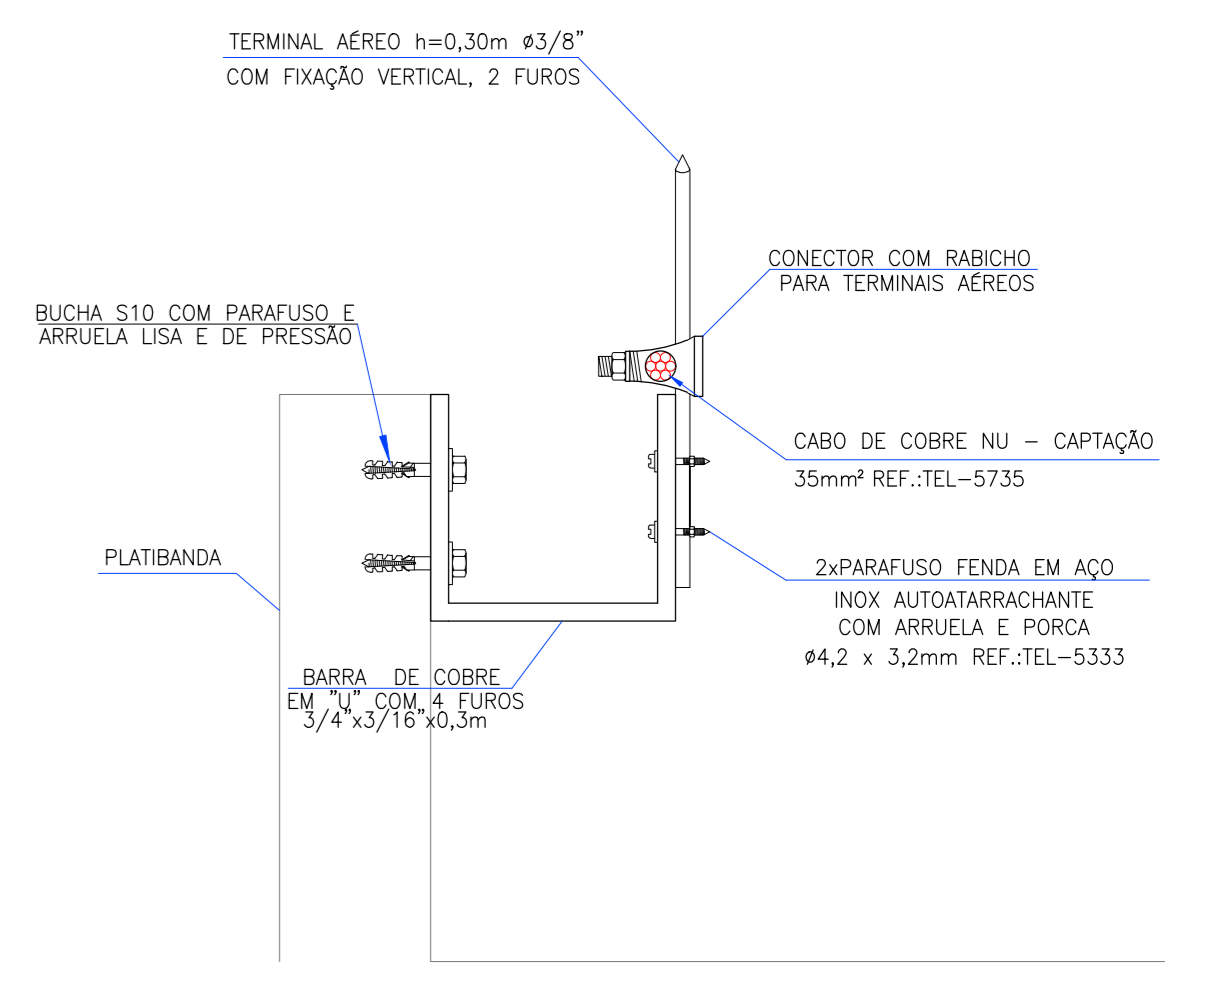 TERMINAL AÉREO h=0,30m ø3/8"
COM FIXAÇÃO VERTICAL, 2 FUROS
CONECTOR COM RABICHO
PARA TERMINAIS AÉREOS
BUCHA S10 COM PARAFUSO E
ARRUELA LISA E DE PRESSÃO
CABO DE COBRE NU - CAPTAÇÃO
35mm² REF.:TEL-5735
PLATIBANDA
2xPARAFUSO FENDA EM AÇO
INOX AUTOATARRACHANTE
COM ARRUELA E PORCA
ø4,2 x 3,2mm REF.:TEL-5333
BARRA DE COBRE
EM "U" COM 4 FUROS
3/4"x3/16"x0,3m